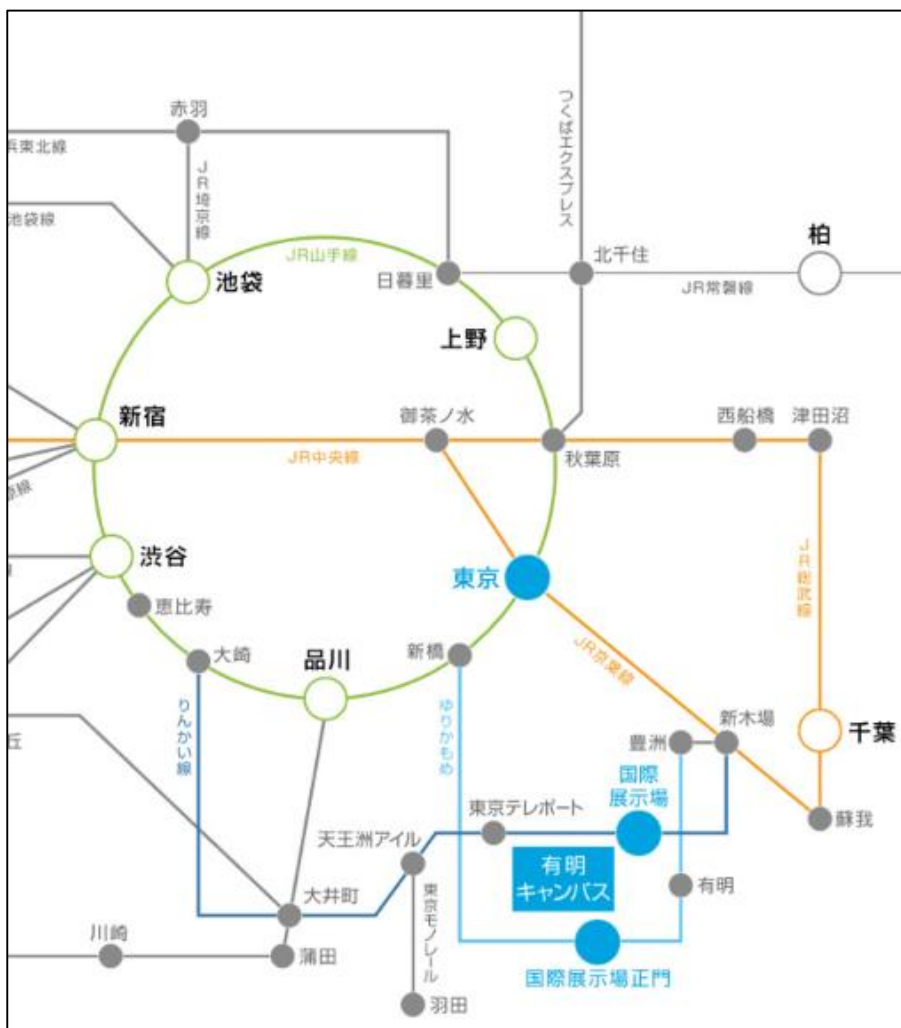 赤羽
浜東北線
JR埼京線
つくばエクスプレス
池袋線
JR山手線
池袋
日暮里
北千住
柏
JR常磐線
上野
新宿
御茶ノ水
西船橋
津田沼
JR中央線
秋葉原
原線
渋谷
東京
JR総武線
恵比寿
大崎
品川
新橋
JR京葉線
りんかい線
ゆりかもめ
豊洲
新木場
千葉
丘
国際
展示場
東京テレポート
蘇我
天王洲アイル
有明
キャンパス
有明
大井町
東京モノレール
川崎
蒲田
国際展示場正門
羽田